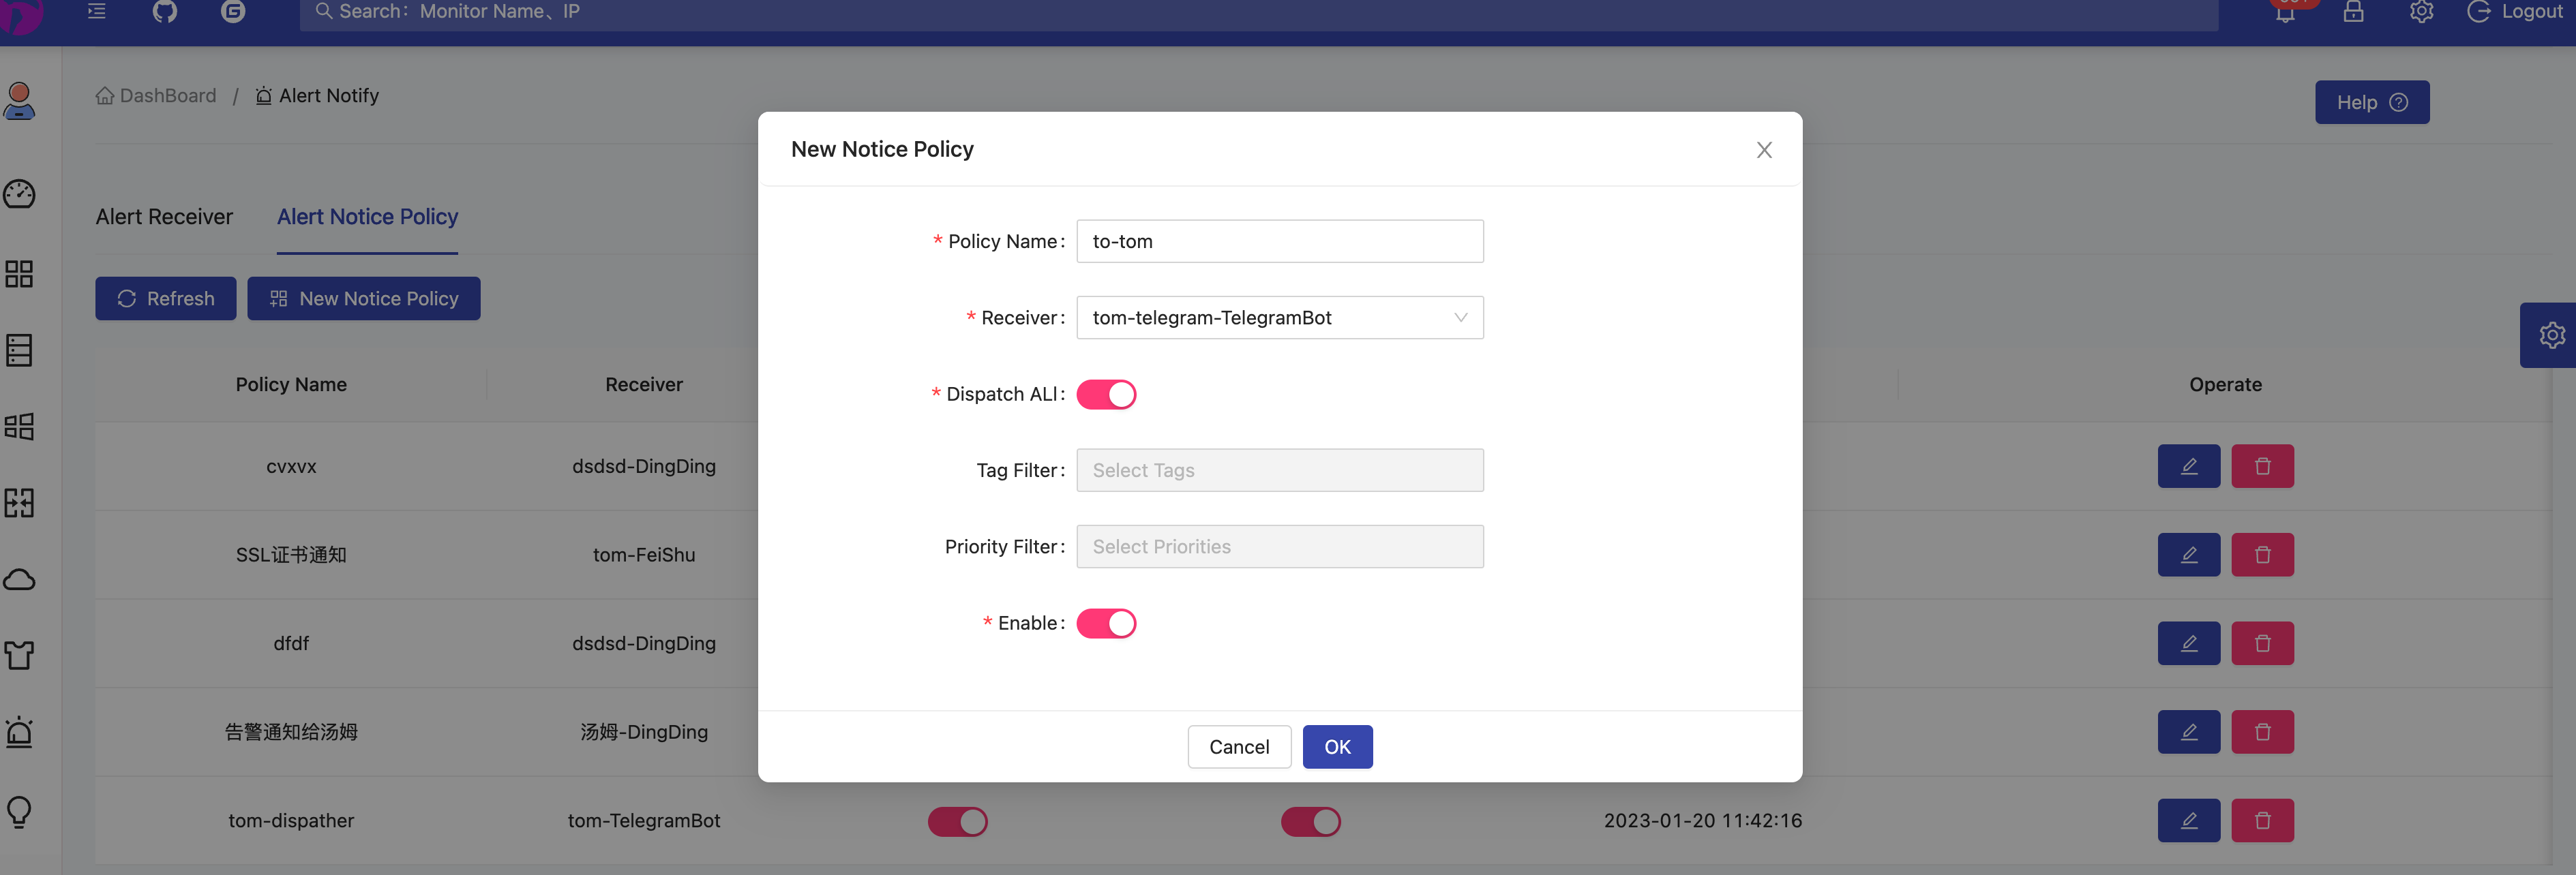 Search：Monitor Name、IP
Logout
DashBoard / Alert Notify
Help
New Notice Policy
Alert Receiver
Alert Notice Policy
Refresh
New Notice Policy
* Policy Name: to-tom
* Receiver: tom-telegram-TelegramBot
* Dispatch ALl:
Tag Filter: Select Tags
Priority Filter: Select Priorities
* Enable:
Cancel
OK
Policy Name Receiver Operate
cvxvx dsdsd-DingDing
SSL证书通知 tom-FeiShu
dfdf dsdsd-DingDing
告警通知给汤姆 汤姆-DingDing
tom-dispather tom-TelegramBot 2023-01-20 11:42:16